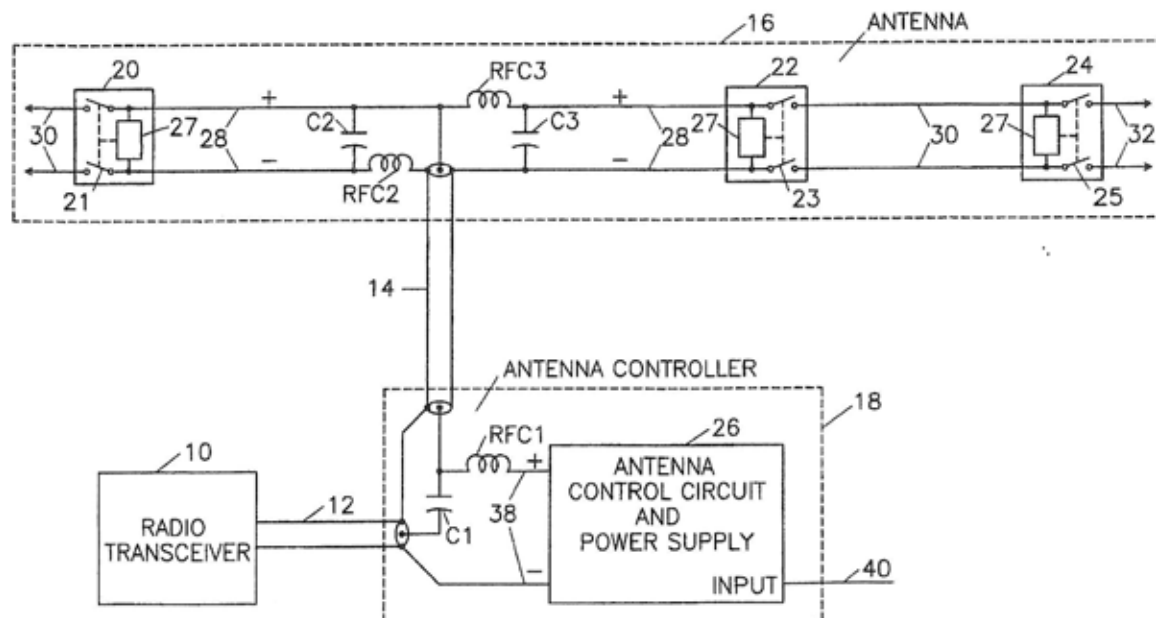 16
ANTENNA
20
RFC3
22
24
+
+
30
27
28
C2
C3
28
27
30
27
32
-
-
21
RFC2
23
25
14
ANTENNA CONTROLLER
18
10
RFC1
26
+
ANTENNA
CONTROL CIRCUIT
AND
POWER SUPPLY
12
38
RADIO
TRANSCEIVER
C1
-
INPUT
40